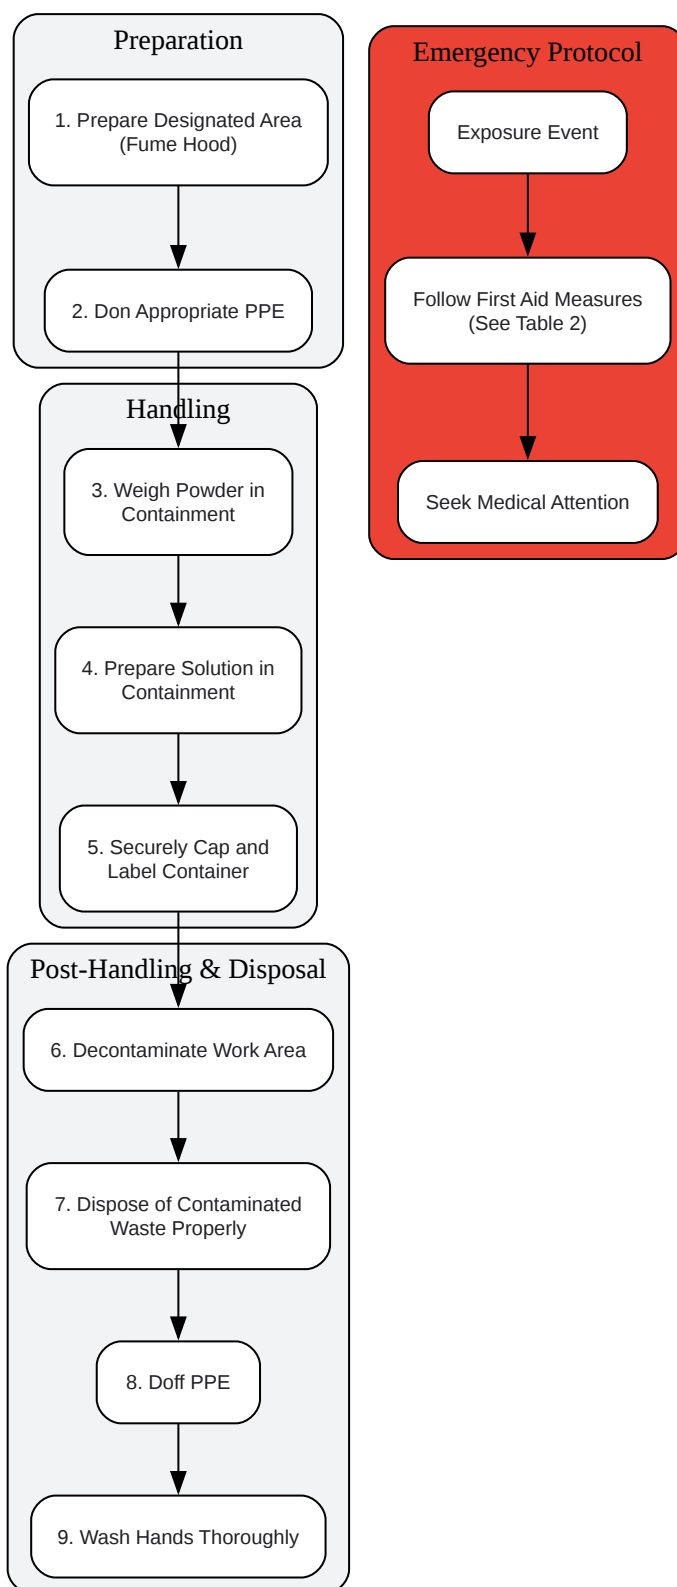 Preparation
1. Prepare Designated Area
(Fume Hood)
2. Don Appropriate PPE
Handling
3. Weigh Powder in
Containment
4. Prepare Solution in
Containment
5. Securely Cap and
Label Container
Post-Handling & Disposal
6. Decontaminate Work Area
7. Dispose of Contaminated
Waste Properly
8. Doff PPE
9. Wash Hands Thoroughly
Emergency Protocol
Exposure Event
Follow First Aid Measures
(See Table 2)
Seek Medical Attention